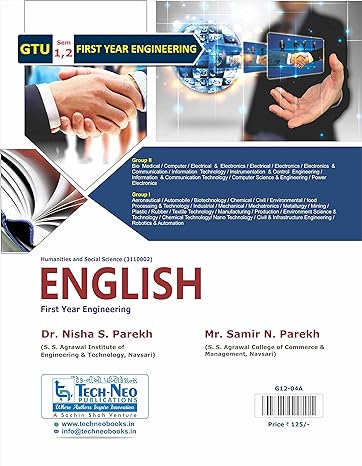 GTU
Sem
1,2
FIRST YEAR ENGINEERING
Group II
Bio Medical / Computer / Electrical & Electronics / Electrical / Electronics / Electronics &
Communication / Information Technology / Instrumentation & Control Engineering /
Information & Communication Technology / Computer Science & Engineering / Power
Electronics
Group I
Aeronautical / Automobile / Biotechnology / Chemical / Civil / Environmental / food
Processing & Technology / Industrial / Mechanical / Mechatronics / Metallurgy / Mining /
Plastic / Rubber / Textile Technology / Manufacturing / Production / Environment Science &
Technology / Chemical Technology/ Nano Technology / Civil & Infrastructure Engineering /
Robotics & Automation
Humanities and Social Science (3110002)
ENGLISH
First Year Engineering
Dr. Nisha S. Parekh
(S. S. Agrawal Institute of
Engineering & Technology, Navsari)
Mr. Samir N. Parekh
(S. S. Agrawal College of Commerce &
Management, Navsari)
TECH-NEO
PUBLICATIONS
Where Authors Inspire Innovation
A Sachin Shah Venture
www.techneobooks.in
info@techneobooks.in
G12-04A
Price ₹ 125/-